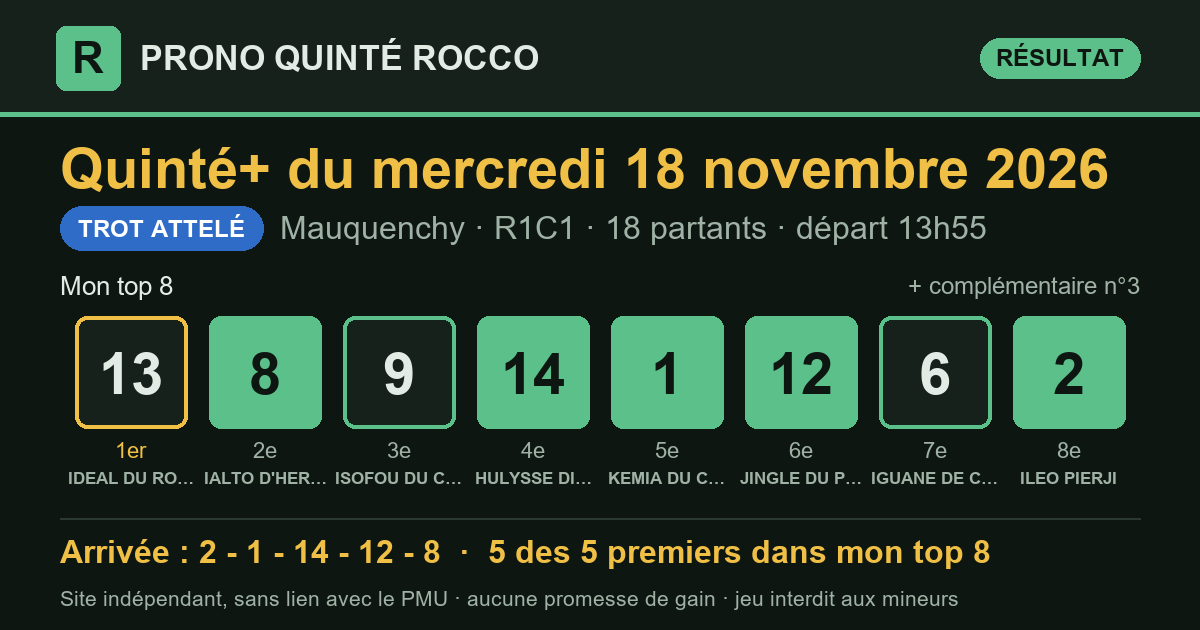 R PRONO QUINTÉ ROCCO RÉSULTAT
Quinté+ du mercredi 18 novembre 2026
TROT ATTELÉ Mauquenchy · R1C1 · 18 partants · départ 13h55
Mon top 8 + complémentaire n°3
13 8 9 14 1 12 6 2
1er 2e 3e 4e 5e 6e 7e 8e
IDEAL DU RO... IALTO D'HER... ISOFOU DU C... HULYSSE DI... KEMIA DU C... JINGLE DU P... IGUANE DE C... ILEO PIERJI
Arrivée : 2 - 1 - 14 - 12 - 8 · 5 des 5 premiers dans mon top 8
Site indépendant, sans lien avec le PMU · aucune promesse de gain · jeu interdit aux mineurs